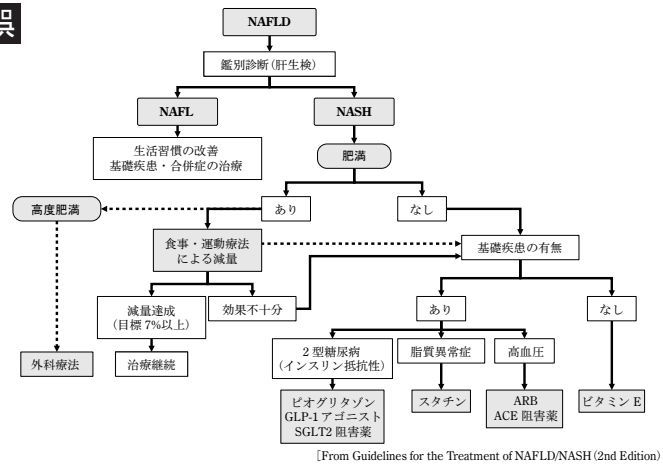 誤
NAFLD
鑑別診断(肝生検)
NAFL
NASH
生活習慣の改善
基礎疾患・合併症の治療
肥満
高度肥満
あり
なし
食事・運動療法
による減量
基礎疾患の有無
減量達成
(目標 7%以上)
効果不十分
あり
なし
外科療法
治療継続
2 型糖尿病
(インスリン抵抗性)
脂質異常症
高血圧
ピオグリタゾン
GLP-1 アゴニスト
SGLT2 阻害薬
スタチン
ARB
ACE 阻害薬
ビタミン E
[From Guidelines for the Treatment of NAFLD/NASH (2nd Edition)